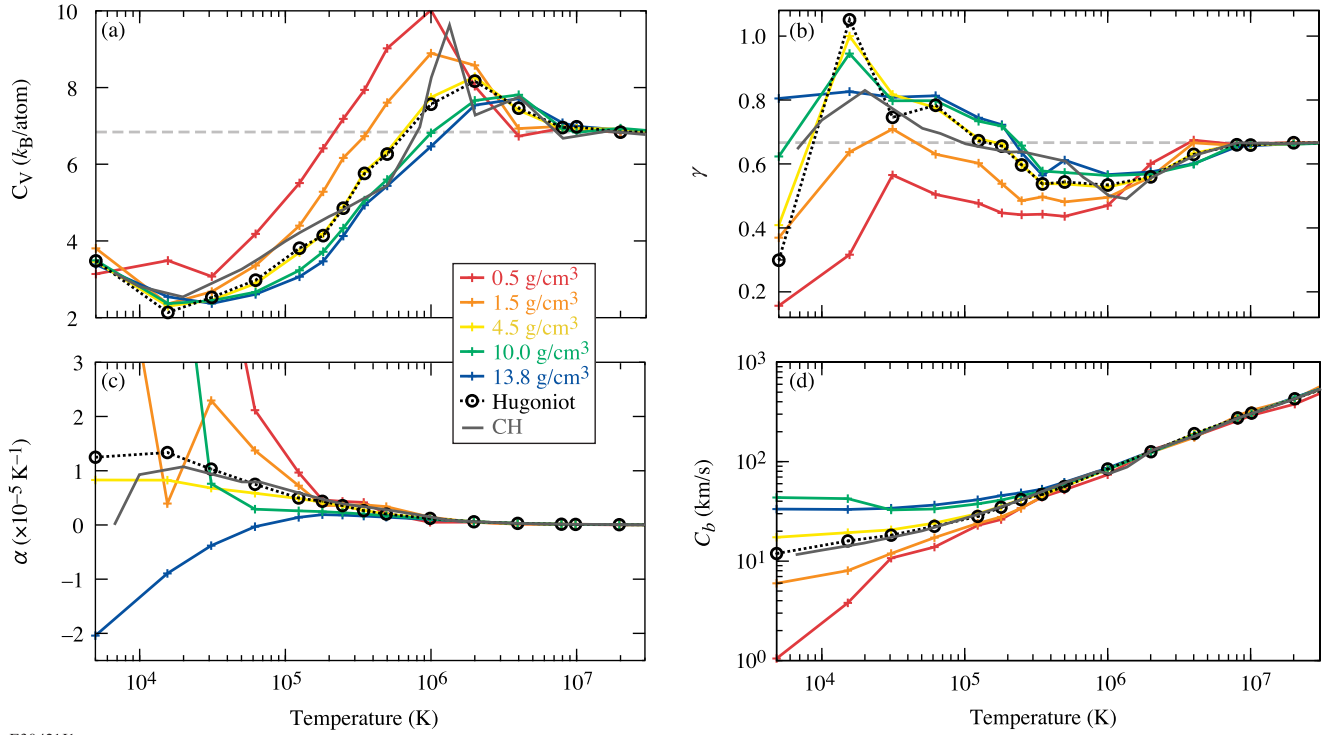 (a)
10
8
6
4
2
C_V (k_B/atom)
(b)
1.0
0.8
0.6
0.4
0.2
γ
0.5 g/cm³
1.5 g/cm³
4.5 g/cm³
10.0 g/cm³
13.8 g/cm³
Hugoniot
CH
(c)
3
2
1
0
–1
–2
α (×10⁻⁵ K⁻¹)
10⁴ 10⁵ 10⁶ 10⁷
Temperature (K)
(d)
10³
10²
10¹
10⁰
C_b (km/s)
10⁴ 10⁵ 10⁶ 10⁷
Temperature (K)